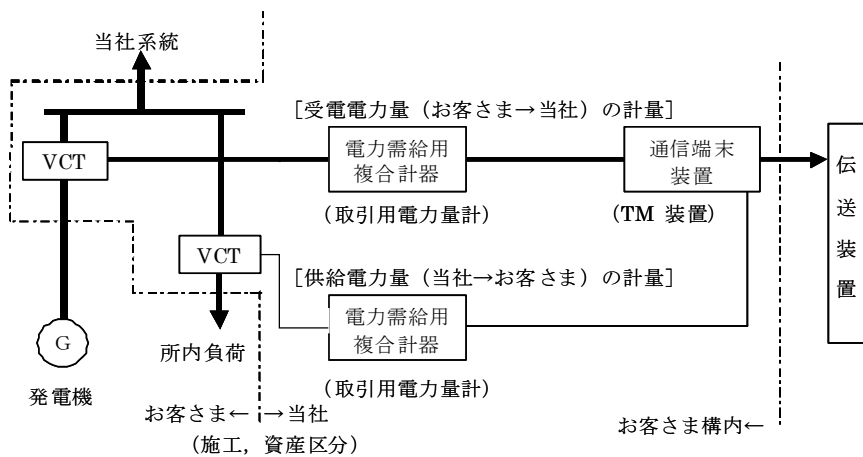 当社系統
[受電電力量（お客さま→当社）の計量]
VCT
電力需給用
複合計器
通信端末
装置
伝送装置
(取引用電力量計)
(TM 装置)
VCT
[供給電力量（当社→お客さま）の計量]
電力需給用
複合計器
G
所内負荷
発電機
(取引用電力量計)
お客さま←→当社
(施工，資産区分)
お客さま構内←